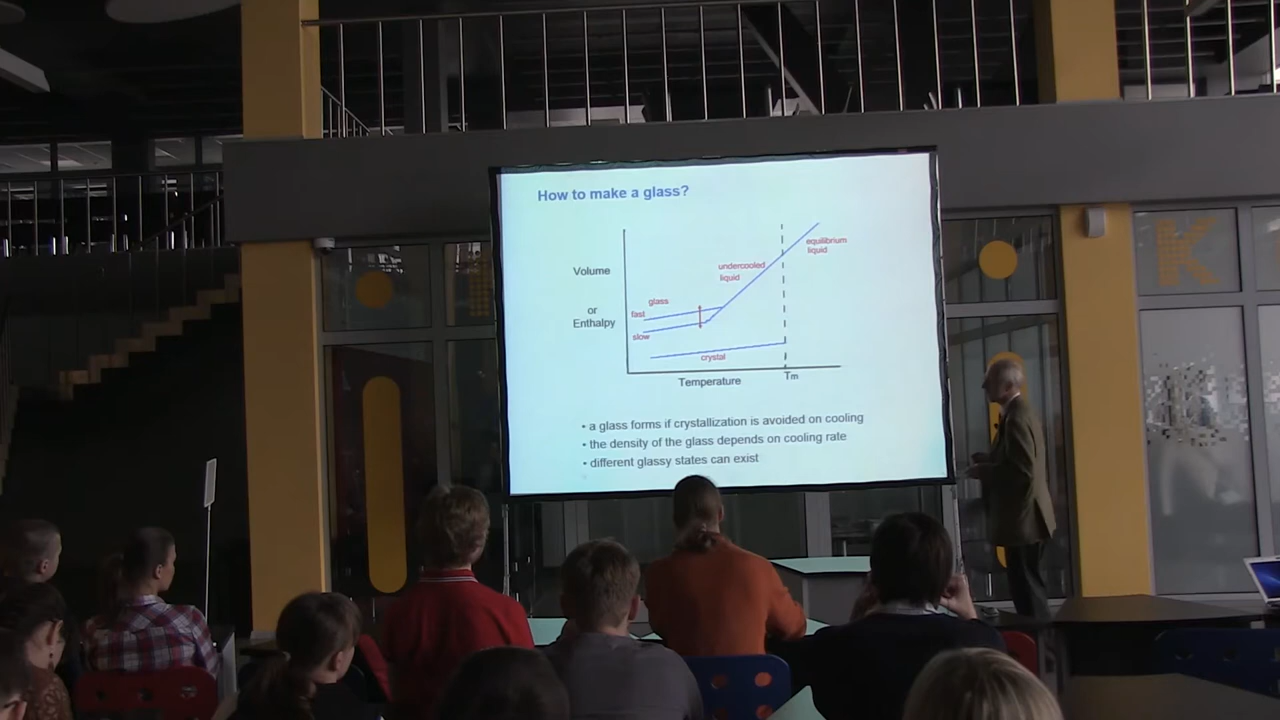 How to make a glass?
Volume
or
Enthalpy
equilibrium
liquid
undercooled
liquid
glass
fast
slow
crystal
Temperature
Tm
• a glass forms if crystallization is avoided on cooling
• the density of the glass depends on cooling rate
• different glassy states can exist
K